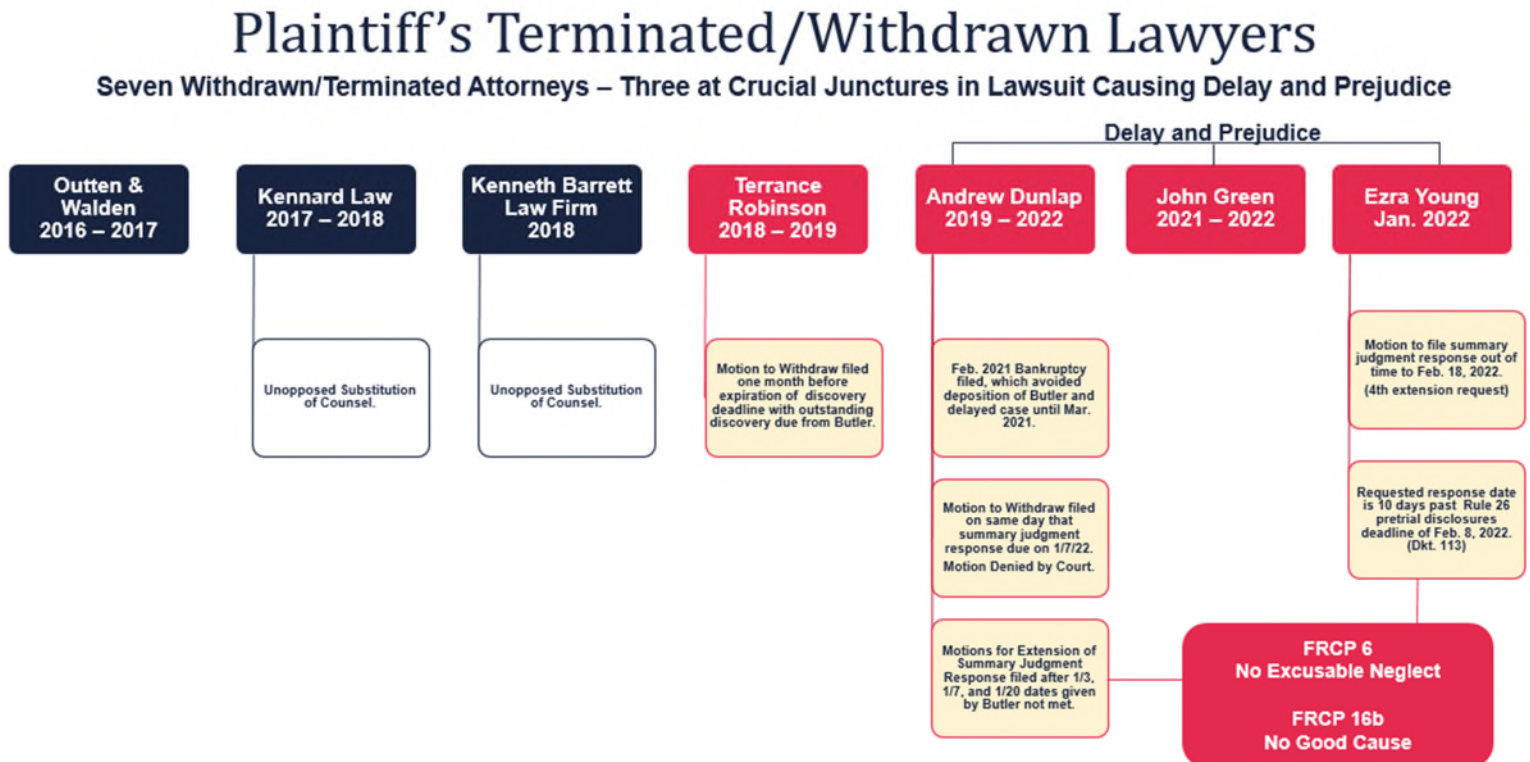 Plaintiff's Terminated/Withdrawn Lawyers
Seven Withdrawn/Terminated Attorneys – Three at Crucial Junctures in Lawsuit Causing Delay and Prejudice
Delay and Prejudice
Outten &
Walden
2016 – 2017
Kennard Law
2017 – 2018
Kenneth Barrett
Law Firm
2018
Terrance
Robinson
2018 – 2019
Andrew Dunlap
2019 – 2022
John Green
2021 – 2022
Ezra Young
Jan. 2022
Unopposed Substitution
of Counsel.
Unopposed Substitution
of Counsel.
Motion to Withdraw filed
one month before
expiration of discovery
deadline with outstanding
discovery due from Butler.
Feb. 2021 Bankruptcy
filed, which avoided
deposition of Butler and
delayed case until Mar.
2021.
Motion to Withdraw filed
on same day that
summary judgment
response due on 1/7/22.
Motion Denied by Court.
Motions for Extension of
Summary Judgment
Response filed after 1/3,
1/7, and 1/20 dates given
by Butler not met.
Motion to file summary
judgment response out of
time to Feb. 18, 2022.
(4th extension request)
Requested response date
is 10 days past Rule 26
pretrial disclosures
deadline of Feb. 8, 2022.
(Dkt. 113)
FRCP 6
No Excusable Neglect
FRCP 16b
No Good Cause